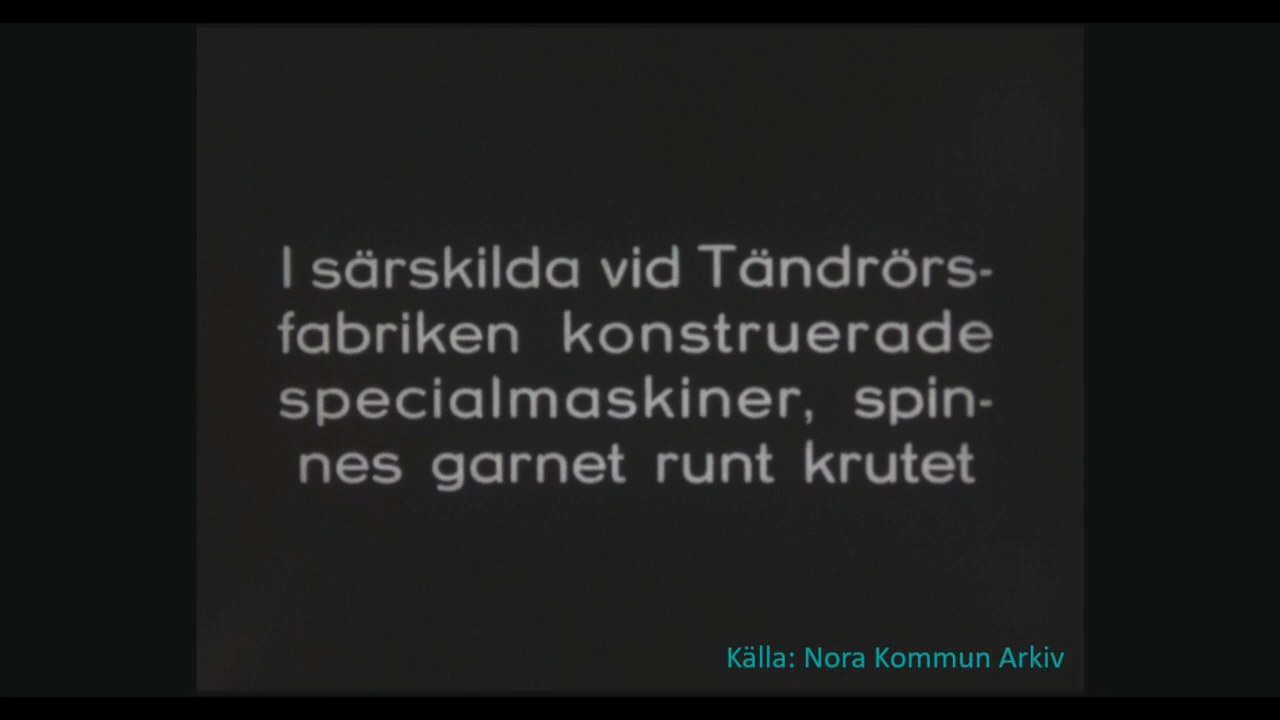 I särskilda vid Tändrörs-
fabriken konstruerade
specialmaskiner, spin-
nes garnet runt krutet
Källa: Nora Kommun Arkiv